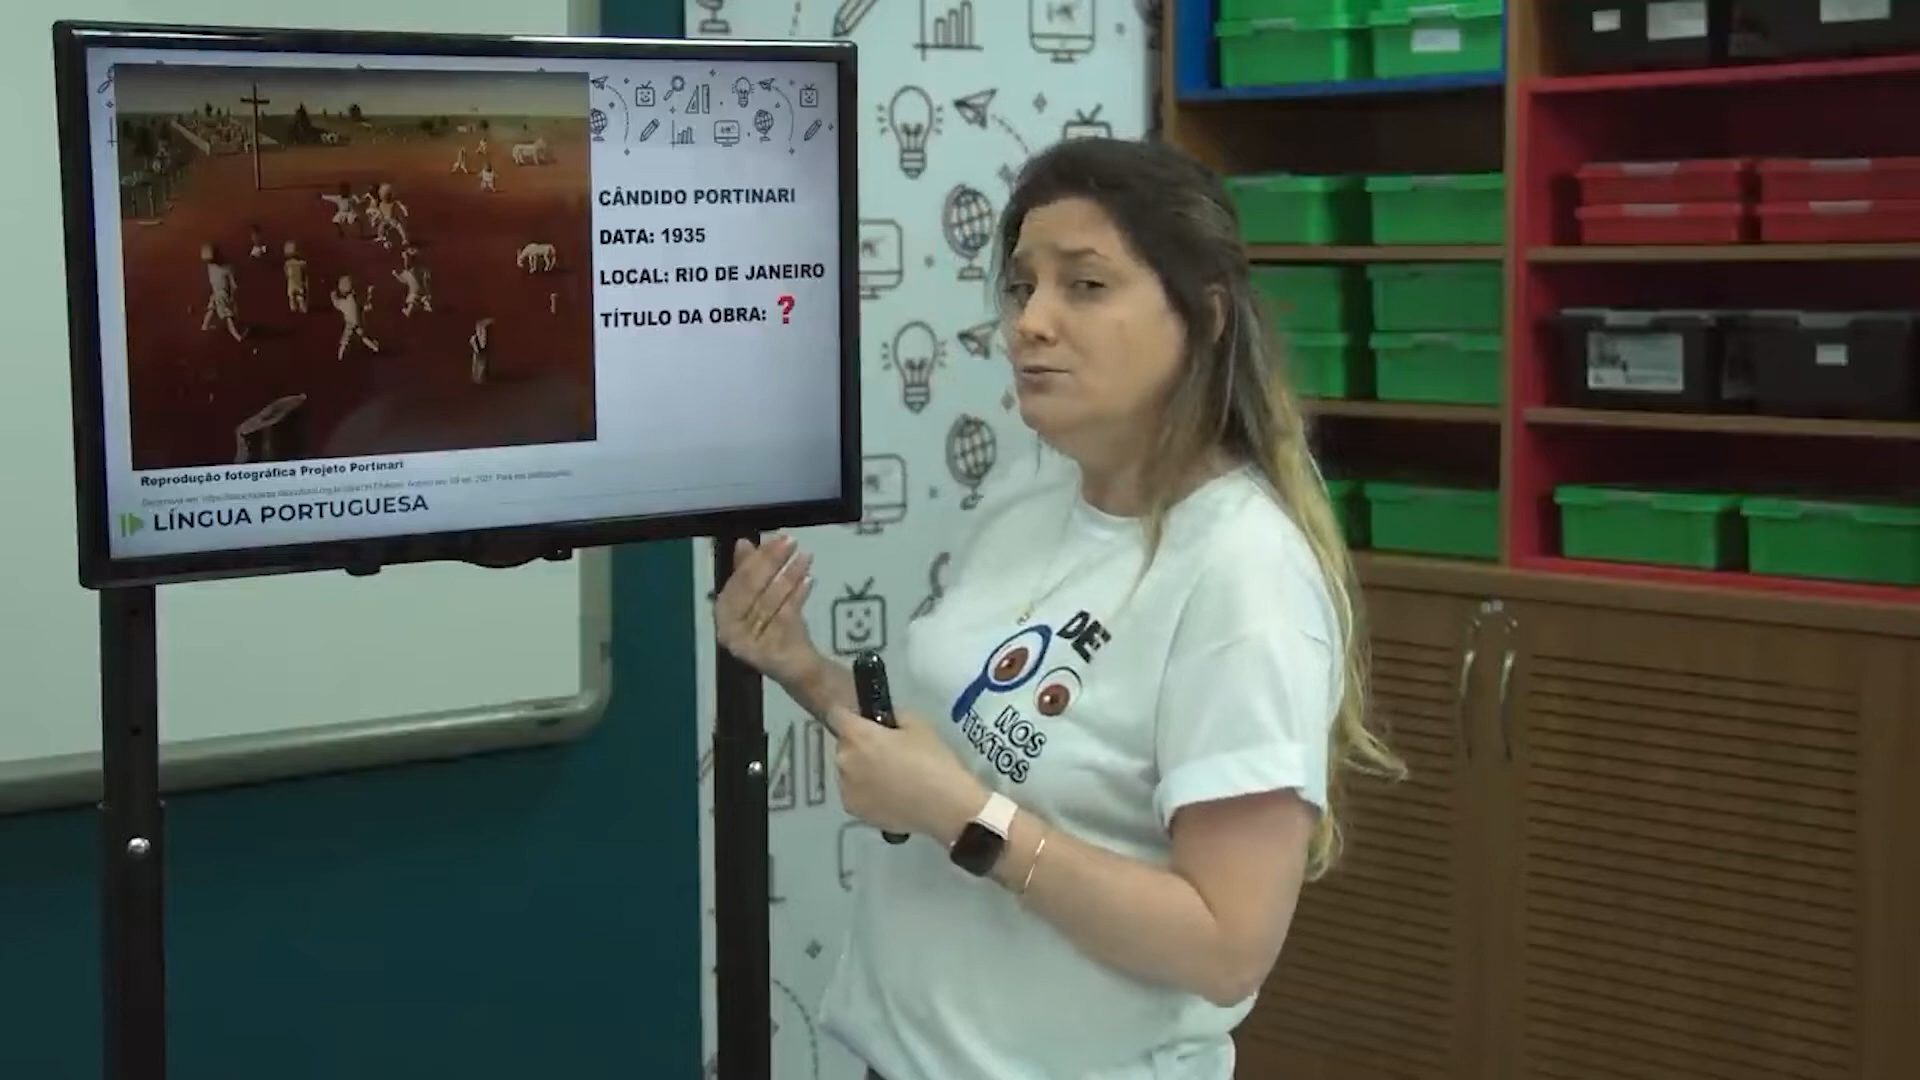 CÂNDIDO PORTINARI
DATA: 1935
LOCAL: RIO DE JANEIRO
TÍTULO DA OBRA: ?
Reprodução fotográfica Projeto Portinari
LÍNGUA PORTUGUESA
DE
NOS
TEXTOS